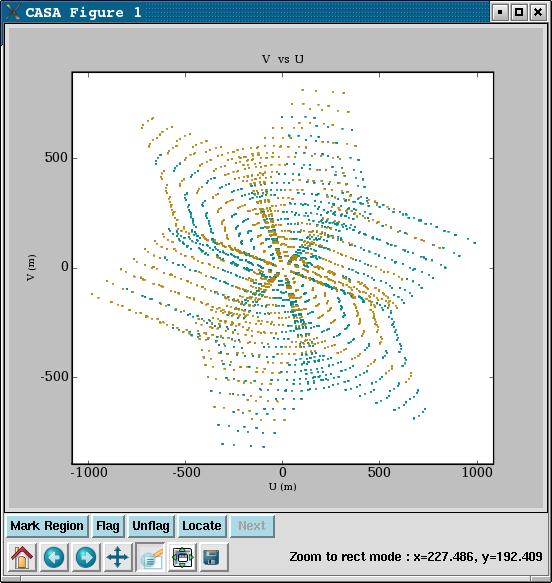 CASA Figure 1
V vs U
500
0
-500
V (m)
-1000 -500 0 500 1000
U (m)
Mark Region Flag Unflag Locate Next
Zoom to rect mode : x=227.486, y=192.409